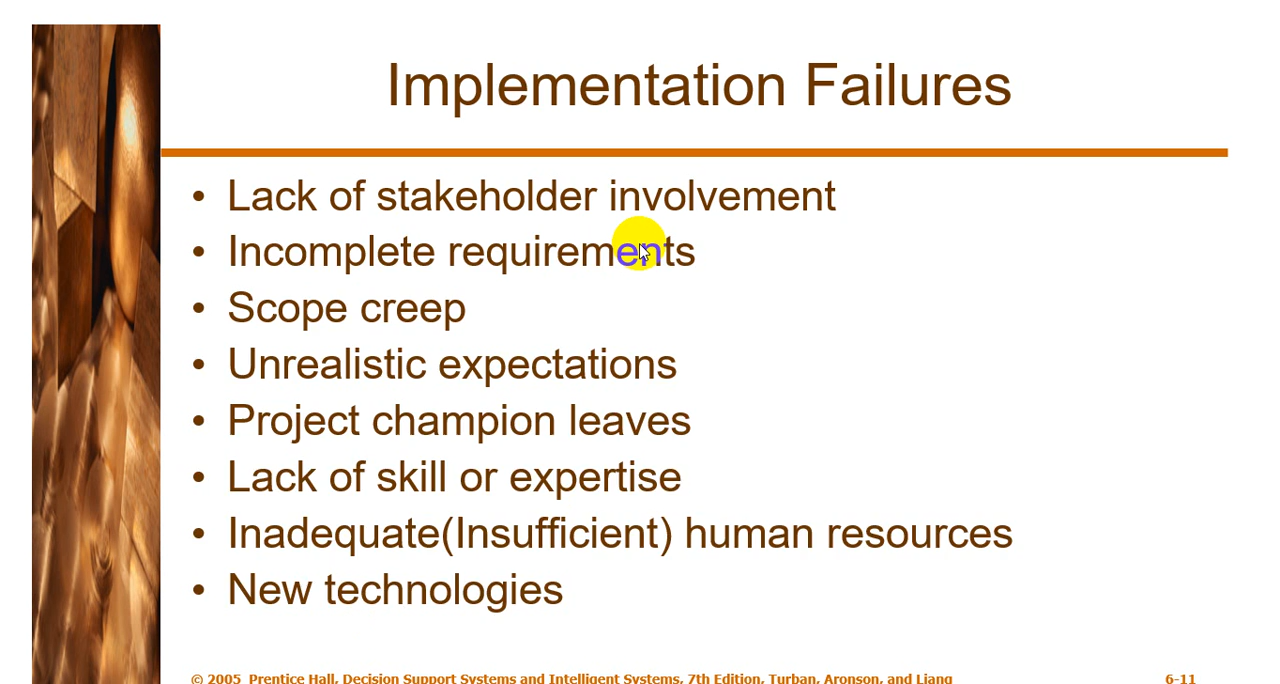 Implementation Failures
• Lack of stakeholder involvement
• Incomplete requirements
• Scope creep
• Unrealistic expectations
• Project champion leaves
• Lack of skill or expertise
• Inadequate(Insufficient) human resources
• New technologies
© 2005 Prentice Hall, Decision Support Systems and Intelligent Systems, 7th Edition, Turban, Aronson, and Liang 6-11